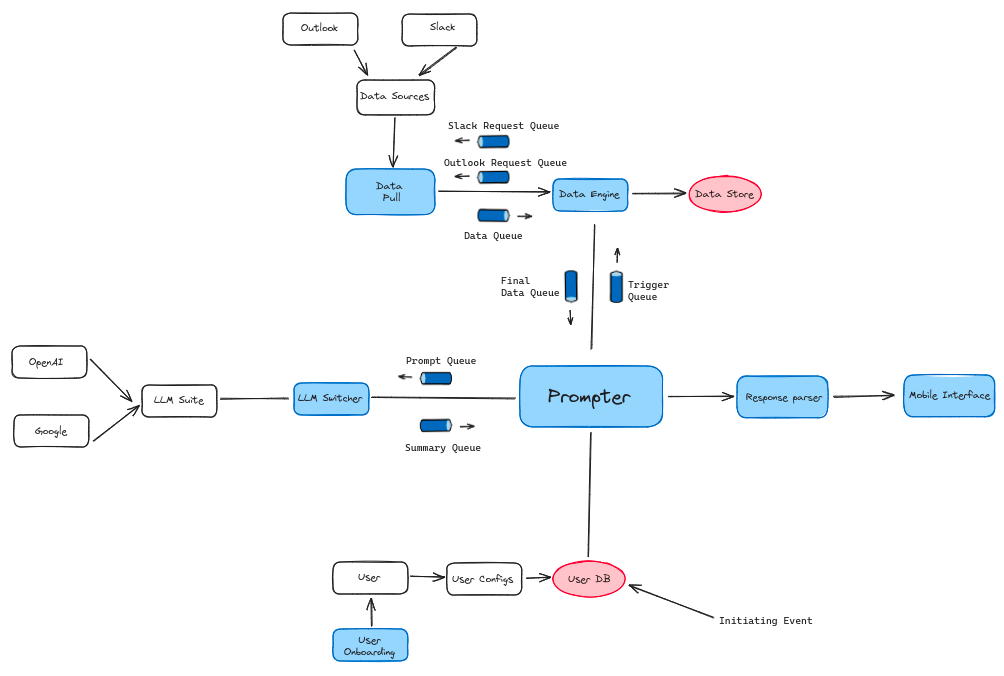 Outlook
Slack
Data Sources
Slack Request Queue
Outlook Request Queue
Data
Pull
Data Engine
Data Store
Data Queue
Final
Data Queue
Trigger
Queue
OpenAI
Prompt Queue
LLM Suite
LLM Switcher
Prompter
Response parser
Mobile Interface
Google
Summary Queue
User
User Configs
User DB
Initiating Event
User
Onboarding